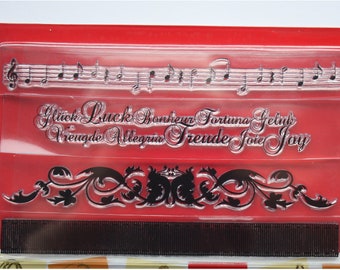 Glück Luck Bonheur Fortuna Geluk
Vreugde Allegria Freude Joie Joy